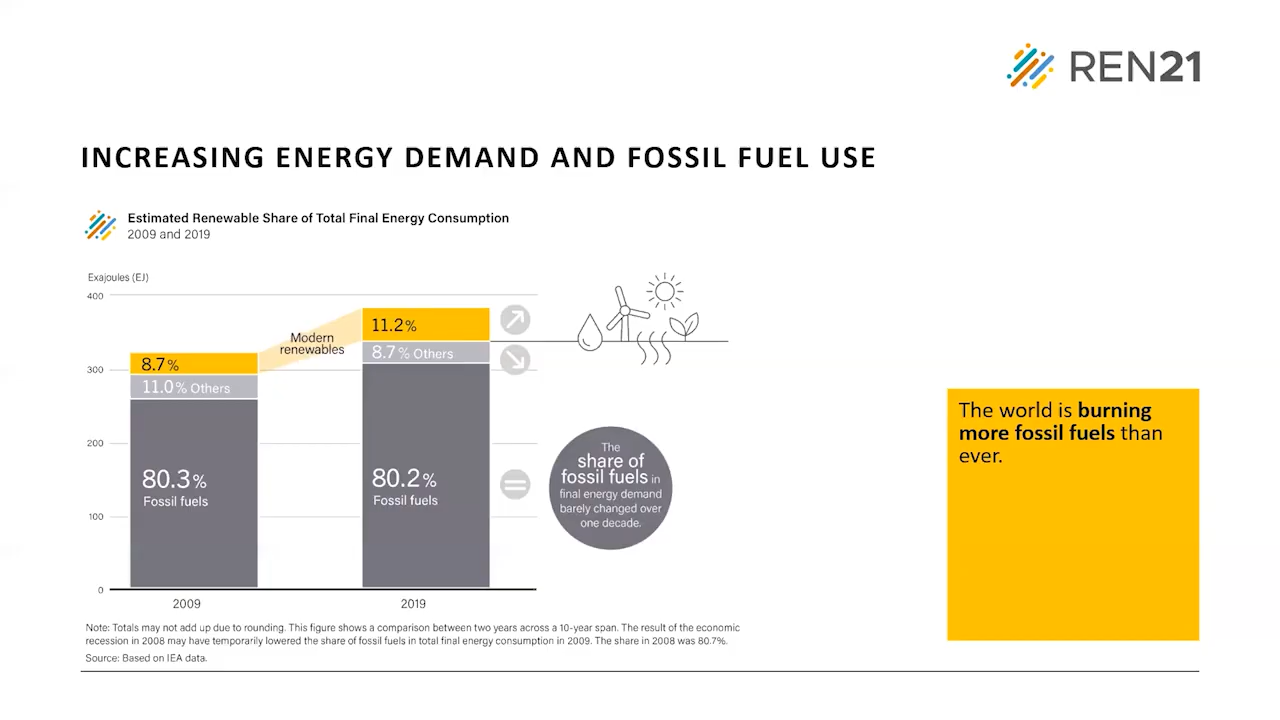 REN21
INCREASING ENERGY DEMAND AND FOSSIL FUEL USE
Estimated Renewable Share of Total Final Energy Consumption
2009 and 2019
Exajoules (EJ)
400
300
200
100
0
8.7%
11.0% Others
80.3%
Fossil fuels
Modern
renewables
11.2%
8.7% Others
80.2%
Fossil fuels
2009
2019
The
share of
fossil fuels in
final energy demand
barely changed over
one decade.
The world is burning
more fossil fuels than
ever.
Note: Totals may not add up due to rounding. This figure shows a comparison between two years across a 10-year span. The result of the economic
recession in 2008 may have temporarily lowered the share of fossil fuels in total final energy consumption in 2009. The share in 2008 was 80.7%.
Source: Based on IEA data.